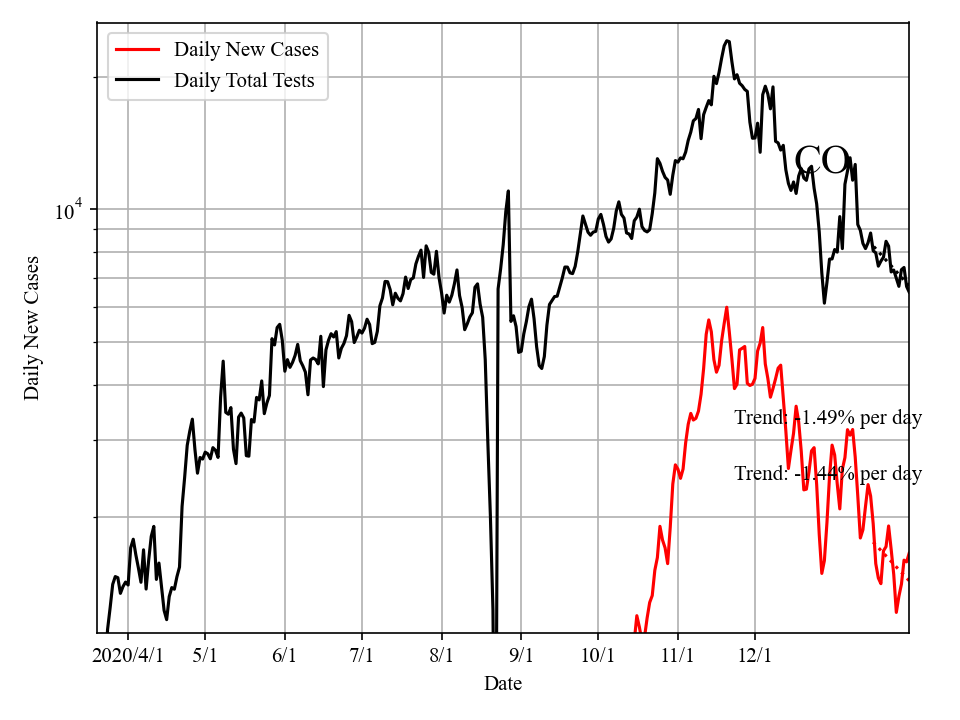 Daily New Cases
Daily Total Tests
CO
10^4
Daily New Cases
Trend: -1.49% per day
Trend: -1.44% per day
2020/4/1 5/1 6/1 7/1 8/1 9/1 10/1 11/1 12/1
Date